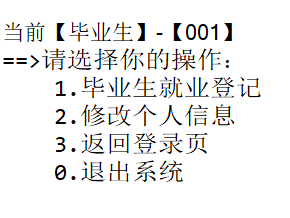 当前【毕业生】-【001】
==>请选择你的操作:
1.毕业生就业登记
2.修改个人信息
3.返回登录页
0.退出系统